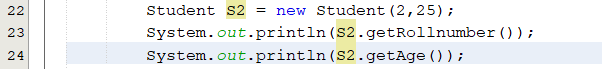 22 Student S2 = new Student(2,25);
23 System.out.println(S2.getRollnumber());
24 System.out.println(S2.getAge());